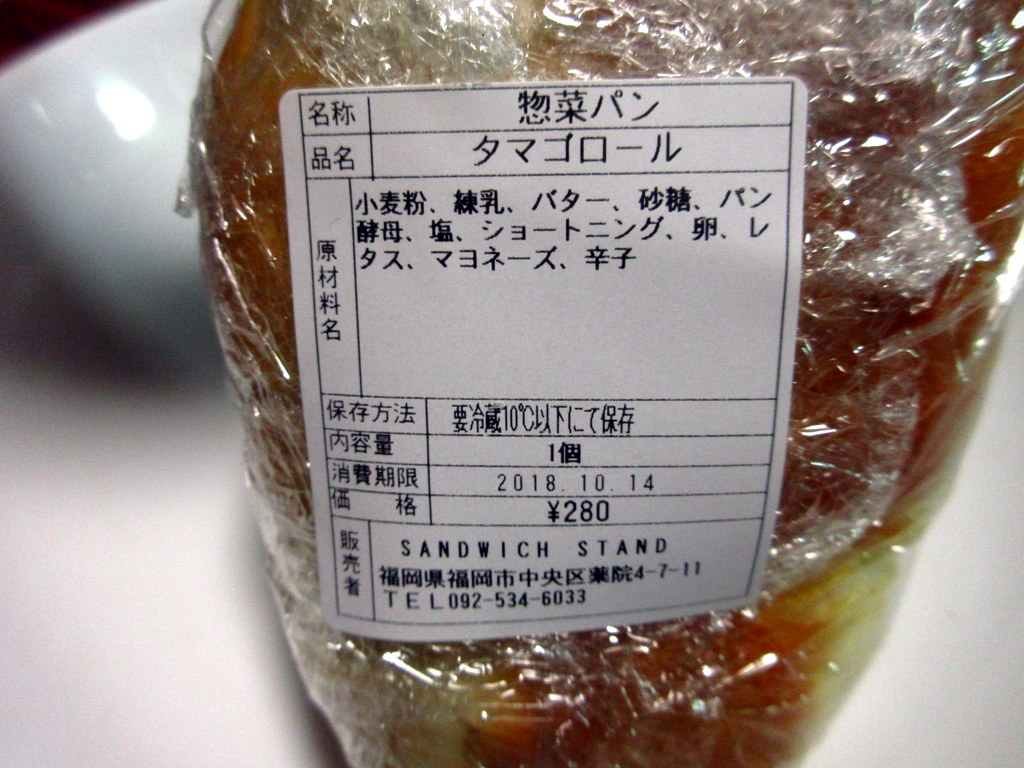 名称 惣菜パン
品名 タマゴロール
原材料名 小麦粉、練乳、バター、砂糖、パン
酵母、塩、ショートニング、卵、レ
タス、マヨネーズ、辛子
保存方法 要冷蔵10℃以下にて保存
内容量 1個
消費期限 2018.10.14
価格 ¥280
販売者 SANDWICH STAND
福岡県福岡市中央区薬院4-7-11
TEL092-534-6033